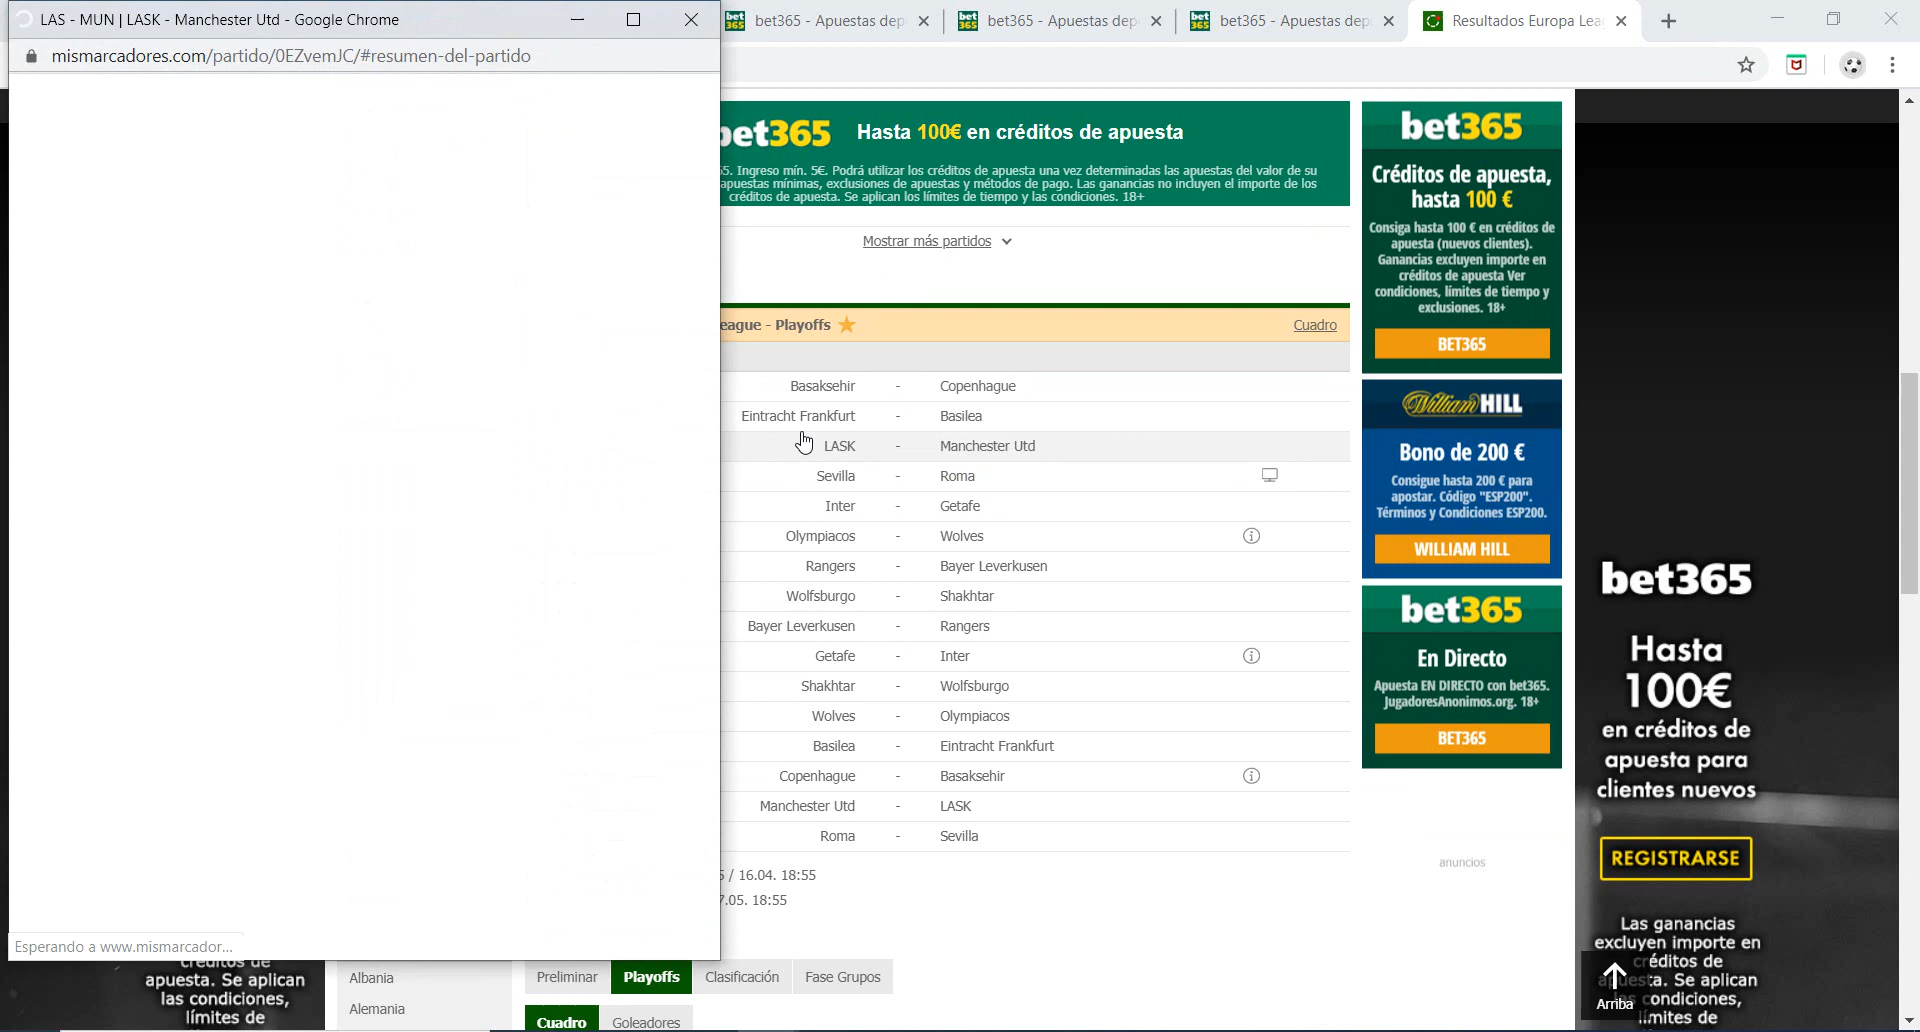 LAS - MUN | LASK - Manchester Utd - Google Chrome
mismarcadores.com/partido/0EZvemJC/#resumen-del-partido
Esperando a www.mismarcador...
bet365 - Apuestas dep
bet365 - Apuestas dep
bet365 - Apuestas dep
Resultados Europa Lea
bet365 Hasta 100€ en créditos de apuesta
. Ingreso mín. 5€. Podrá utilizar los créditos de apuesta una vez determinadas las apuestas del valor de su
apuestas mínimas, exclusiones de apuestas y métodos de pago. Las ganancias no incluyen el importe de los
créditos de apuesta. Se aplican los límites de tiempo y las condiciones. 18+
Mostrar más partidos
eague - Playoffs Cuadro
Basaksehir - Copenhague
Eintracht Frankfurt - Basilea
LASK - Manchester Utd
Sevilla - Roma
Inter - Getafe
Olympiacos - Wolves
Rangers - Bayer Leverkusen
Wolfsburgo - Shakhtar
Bayer Leverkusen - Rangers
Getafe - Inter
Shakhtar - Wolfsburgo
Wolves - Olympiacos
Basilea - Eintracht Frankfurt
Copenhague - Basaksehir
Manchester Utd - LASK
Roma - Sevilla
/ 16.04. 18:55
.05. 18:55
Preliminar Playoffs Clasificación Fase Grupos
Cuadro Goleadores
Albania
Alemania
créditos de
apuesta. Se aplican
las condiciones,
límites de
bet365
Créditos de apuesta,
hasta 100 €
Consiga hasta 100 € en créditos de
apuesta (nuevos clientes).
Ganancias excluyen importe en
créditos de apuesta Ver
condiciones, límites de tiempo y
exclusiones. 18+
BET365
William HILL
Bono de 200 €
Consigue hasta 200 € para
apostar. Código "ESP200".
Términos y Condiciones ESP200.
WILLIAM HILL
bet365
En Directo
Apuesta EN DIRECTO con bet365.
JugadoresAnonimos.org. 18+
BET365
anuncios
bet365
Hasta
100€
en créditos de
apuesta para
clientes nuevos
REGISTRARSE
Las ganancias
excluyen importe en
créditos de
apuesta. Se aplican
las condiciones,
límites de
Arriba